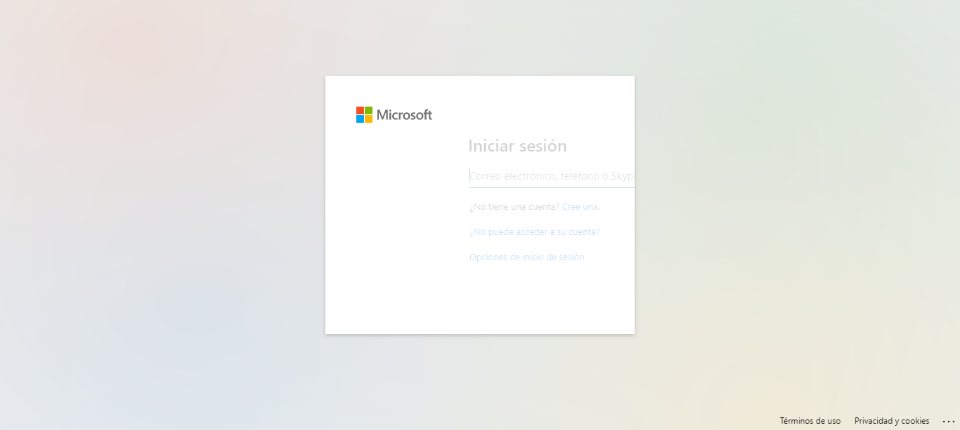 Microsoft
Iniciar sesión
Correo electrónico, teléfono o Skyp
¿No tiene una cuenta? Cree una.
¿No puede acceder a su cuenta?
Opciones de inicio de sesión
Términos de uso Privacidad y cookies ...